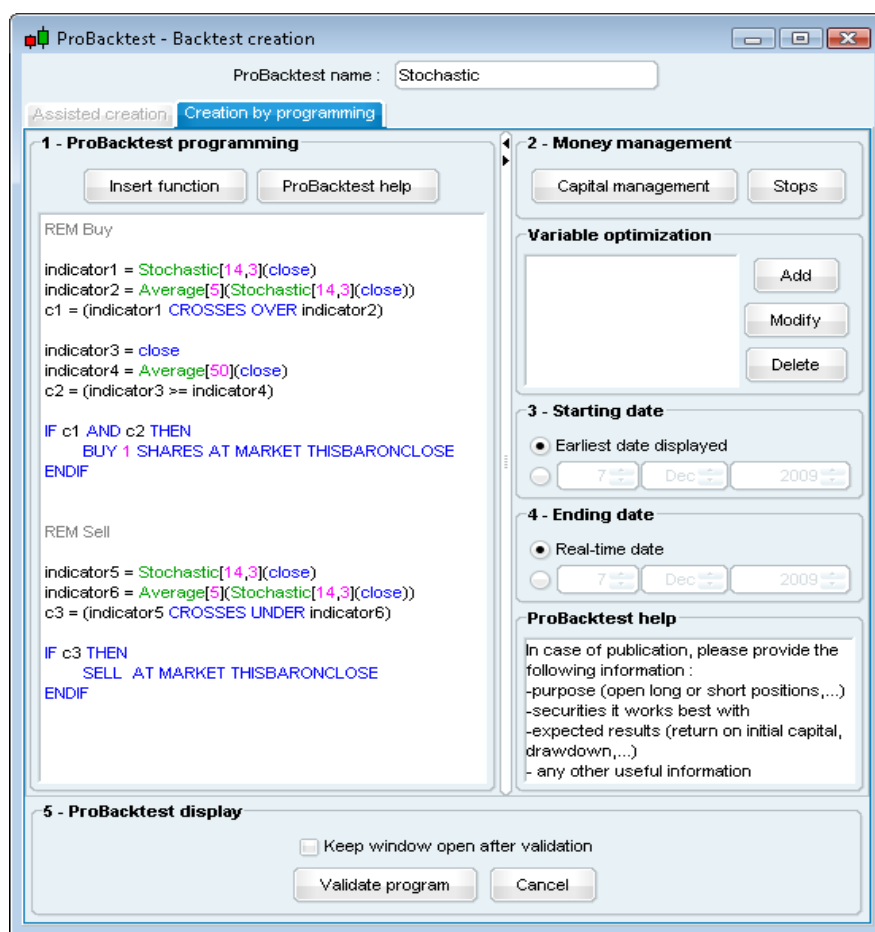 ProBacktest - Backtest creation
ProBacktest name : Stochastic
Assisted creation Creation by programming
1 - ProBacktest programming
Insert function ProBacktest help
REM Buy
indicator1 = Stochastic[14,3](close)
indicator2 = Average[5](Stochastic[14,3](close))
c1 = (indicator1 CROSSES OVER indicator2)
indicator3 = close
indicator4 = Average[50](close)
c2 = (indicator3 >= indicator4)
IF c1 AND c2 THEN
BUY 1 SHARES AT MARKET THISBARONCLOSE
ENDIF
REM Sell
indicator5 = Stochastic[14,3](close)
indicator6 = Average[5](Stochastic[14,3](close))
c3 = (indicator5 CROSSES UNDER indicator6)
IF c3 THEN
SELL AT MARKET THISBARONCLOSE
ENDIF
2 - Money management
Capital management Stops
Variable optimization
Add
Modify
Delete
3 - Starting date
Earliest date displayed
7 Dec 2009
4 - Ending date
Real-time date
7 Dec 2009
ProBacktest help
In case of publication, please provide the
following information :
-purpose (open long or short positions,...)
-securities it works best with
-expected results (return on initial capital,
drawdown,...)
- any other useful information
5 - ProBacktest display
Keep window open after validation
Validate program Cancel